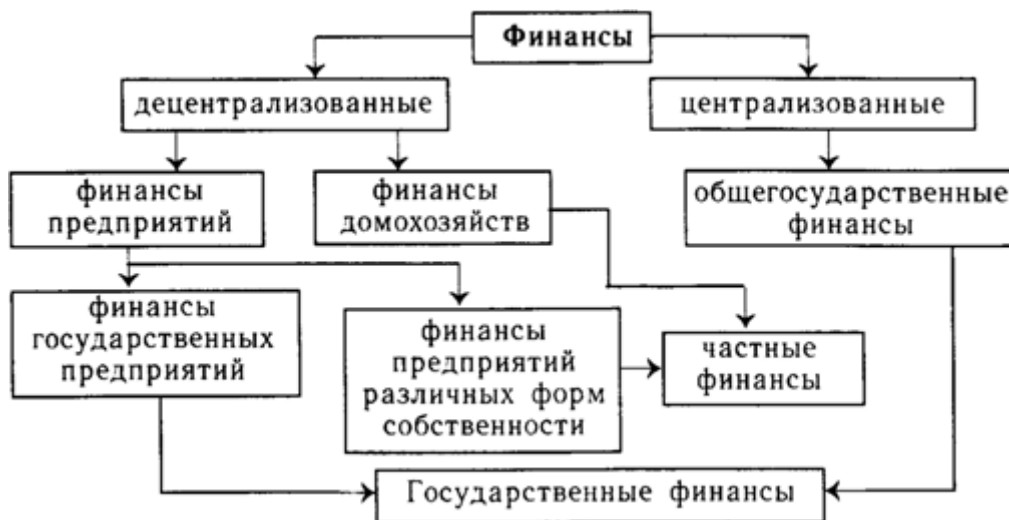 Финансы
децентрализованные
централизованные
финансы
предприятий
финансы
домохозяйств
общегосударственные
финансы
финансы
государственных
предприятий
финансы
предприятий
различных форм
собственности
частные
финансы
Государственные финансы